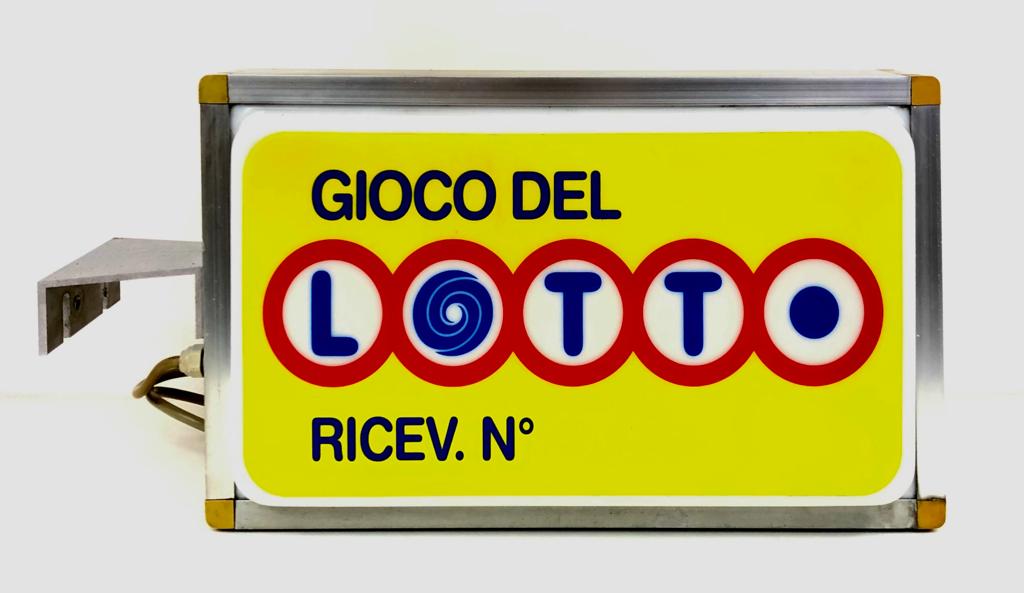 GIOCO DEL
LOTTO
RICEV. N°